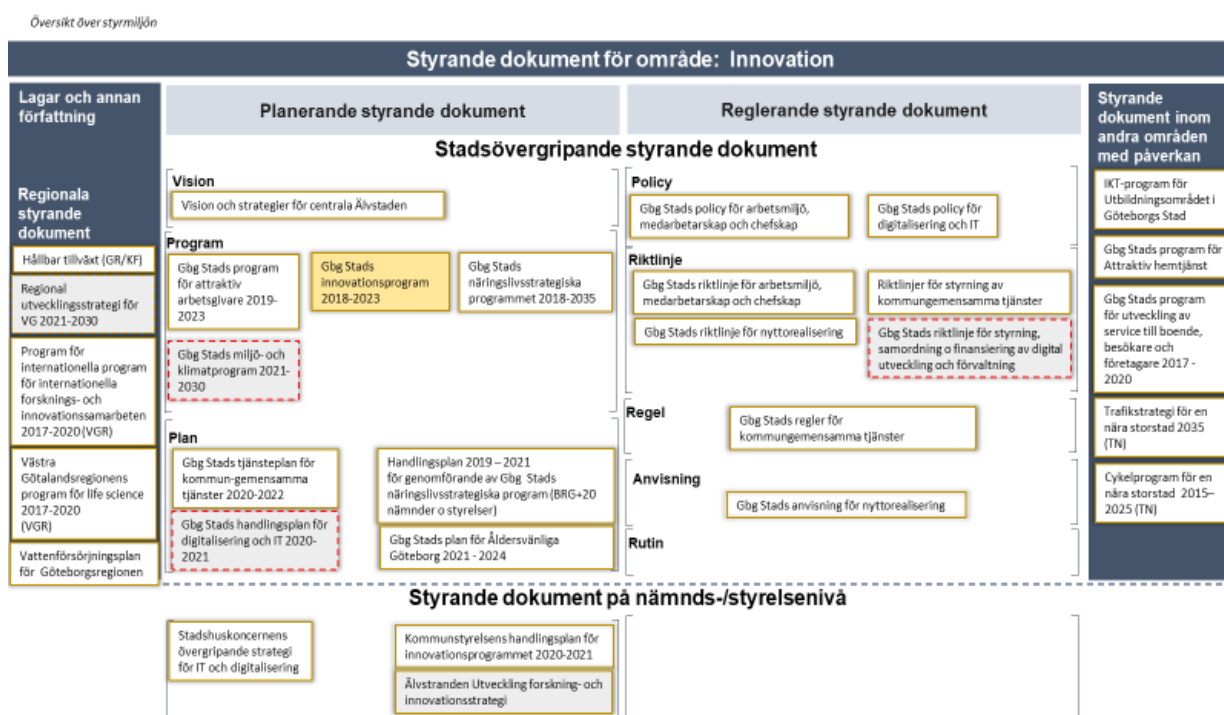 Översikt över styrmiljön
Styrande dokument för område: Innovation
Lagar och annan
författning
Regionala
styrande
dokument
Hållbar tillväxt (GR/KF)
Regional
utvecklingsstrategi för
VG 2021-2030
Program för
internationella program
för internationella
forsknings- och
innovationssamarbeten
2017-2020 (VGR)
Västra
Götalandsregionens
program för life science
2017-2020
(VGR)
Vattenförsörjningsplan
för Göteborgsregionen
Planerande styrande dokument
Reglerande styrande dokument
Stadsövergripande styrande dokument
Vision
Vision och strategier för centrala Älvstaden
Program
Gbg Stads program
för attraktiv
arbetsgivare 2019-
2023
Gbg Stads
innovationsprogram
2018-2023
Gbg Stads
näringslivsstrategiska
programmet 2018-2035
Gbg Stads miljö- och
klimatprogram 2021-
2030
Plan
Gbg Stads tjänsteplan för
kommun-gemensamma
tjänster 2020-2022
Gbg Stads handlingsplan för
digitalisering och IT 2020-
2021
Handlingsplan 2019 – 2021
för genomförande av Gbg Stads
näringslivsstrategiska program (BRG+20
nämnder o styrelser)
Gbg Stads plan för Åldersvänliga
Göteborg 2021 - 2024
Policy
Gbg Stads policy för arbetsmiljö,
medarbetarskap och chefskap
Gbg Stads policy för
digitalisering och IT
Riktlinje
Gbg Stads riktlinje för arbetsmiljö,
medarbetarskap och chefskap
Riktlinjer för styrning av
kommungemensamma tjänster
Gbg Stads riktlinje för nyttorealisering
Gbg Stads riktlinje för styrning,
samordning o finansiering av digital
utveckling och förvaltning
Regel
Gbg Stads regler för
kommungemensamma tjänster
Anvisning
Gbg Stads anvisning för nyttorealisering
Rutin
Styrande
dokument inom
andra områden
med påverkan
IKT-program för
Utbildningsområdet i
Göteborgs Stad
Gbg Stads program för
Attraktiv hemtjänst
Gbg Stads program
för utveckling av
service till boende,
besökare och
företagare 2017 -
2020
Trafikstrategi för en
nära storstad 2035
(TN)
Cykelprogram för en
nära storstad 2015–
2025 (TN)
Styrande dokument på nämnds-/styrelsenivå
Stadshuskoncernens
övergripande strategi
för IT och digitalisering
Kommunstyrelsens handlingsplan för
innovationsprogrammet 2020-2021
Älvstranden Utveckling forskning- och
innovationsstrategi